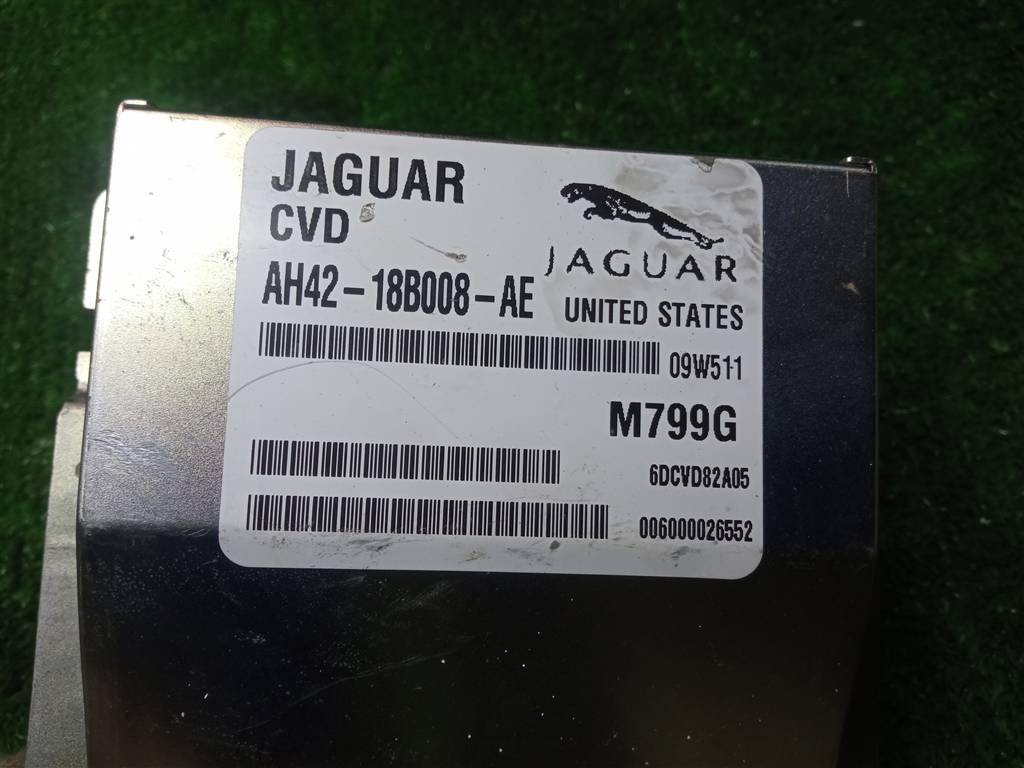 JAGUAR
CVD
JAGUAR
AH42-18B008-AE
UNITED STATES
09W511
M799G
6DCVD82A05
006000026552